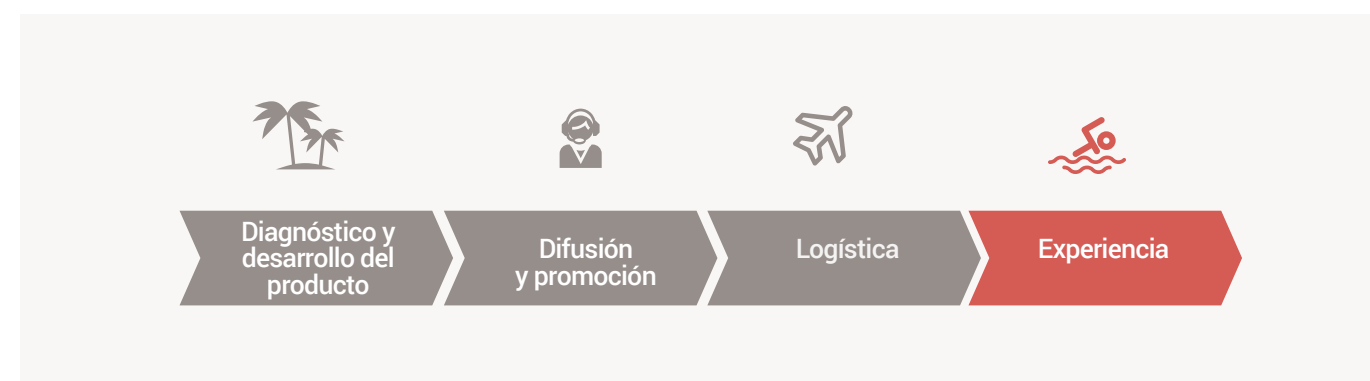 Diagnóstico y
desarrollo del
producto
Difusión
y promoción
Logística
Experiencia